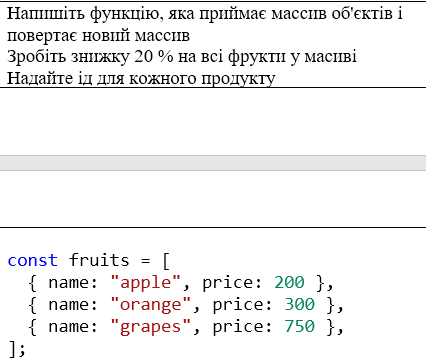 Напишіть функцію, яка приймає массив об'єктів і
повертає новий массив
Зробіть знижку 20 % на всі фрукти у масиві
Надайте ід для кожного продукту
const fruits = [
  { name: "apple", price: 200 },
  { name: "orange", price: 300 },
  { name: "grapes", price: 750 },
];